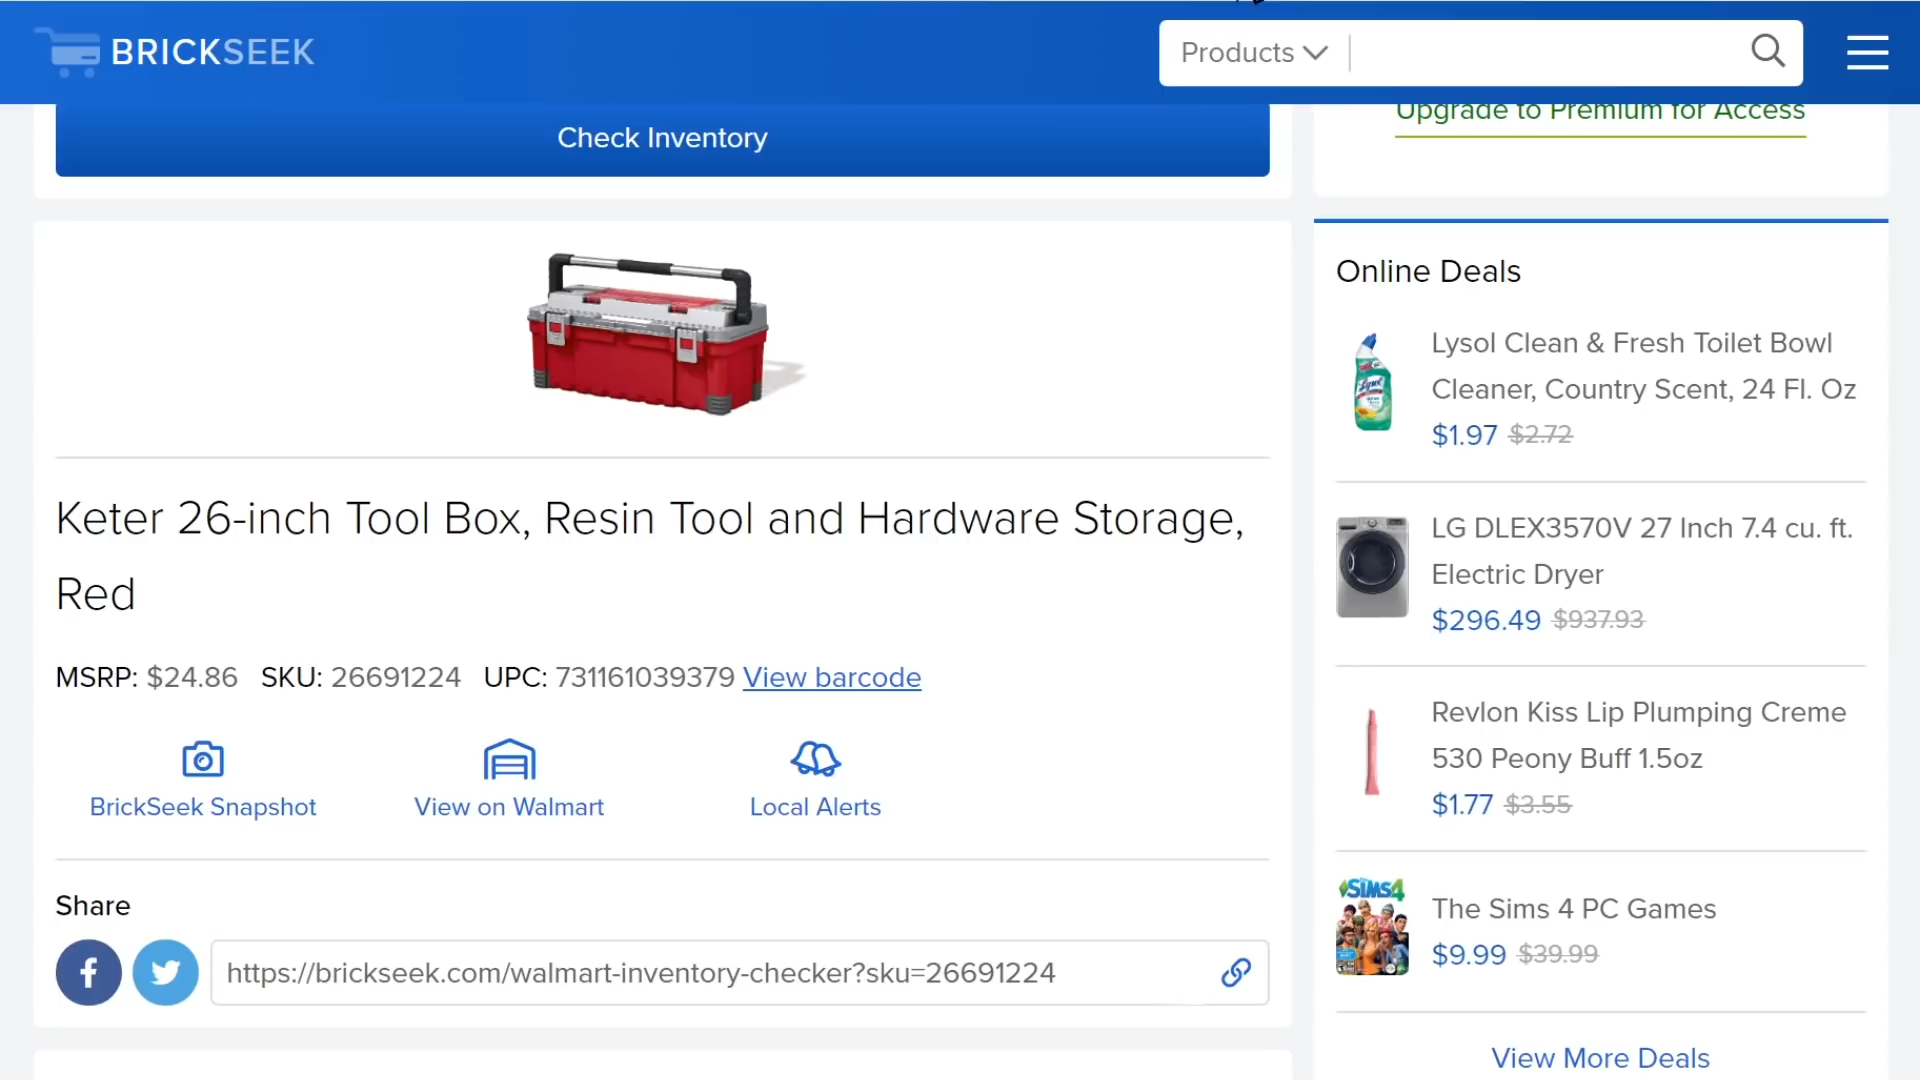 BRICKSEEK
Products
Check Inventory
Upgrade to Premium for Access
Keter 26-inch Tool Box, Resin Tool and Hardware Storage,
Red
MSRP: $24.86 SKU: 26691224 UPC: 731161039379 View barcode
BrickSeek Snapshot
View on Walmart
Local Alerts
Share
https://brickseek.com/walmart-inventory-checker?sku=26691224
Online Deals
Lysol Clean & Fresh Toilet Bowl
Cleaner, Country Scent, 24 Fl. Oz
$1.97 $2.72
Lysol
LG DLEX3570V 27 Inch 7.4 cu. ft.
Electric Dryer
$296.49 $937.93
Revlon Kiss Lip Plumping Creme
530 Peony Buff 1.5oz
$1.77 $3.55
SIMS4
The Sims 4 PC Games
$9.99 $39.99
View More Deals